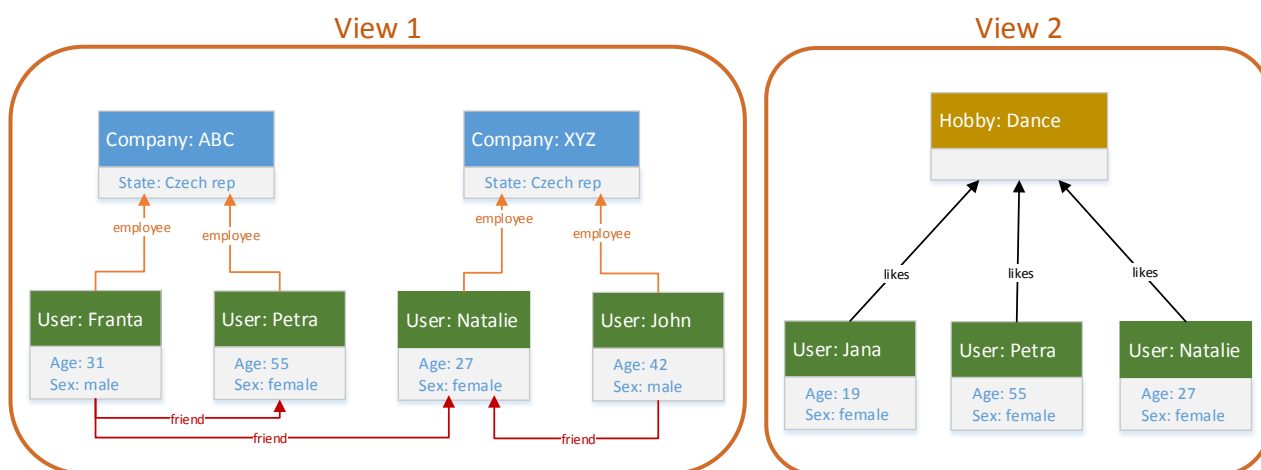 View 1
Company: ABC
State: Czech rep
Company: XYZ
State: Czech rep
employee
employee
employee
employee
User: Franta
Age: 31
Sex: male
User: Petra
Age: 55
Sex: female
User: Natalie
Age: 27
Sex: female
User: John
Age: 42
Sex: male
friend
friend
friend
View 2
Hobby: Dance
likes
likes
likes
User: Jana
Age: 19
Sex: female
User: Petra
Age: 55
Sex: female
User: Natalie
Age: 27
Sex: female